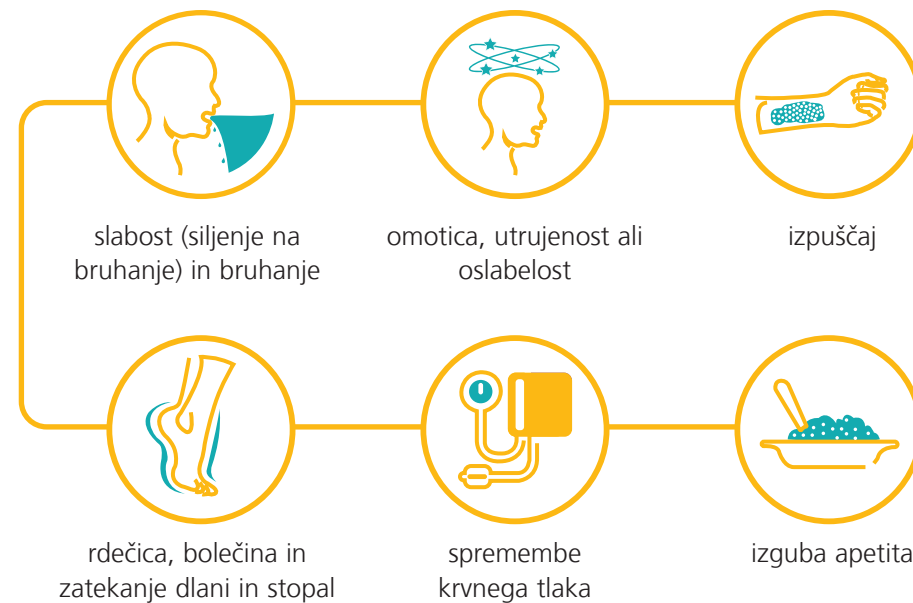 slabost (siljenje na
bruhanje) in bruhanje
omotica, utrujenost ali
oslabelost
izpuščaj
rdečica, bolečina in
zatekanje dlani in stopal
spremembe
krvnega tlaka
izguba apetita